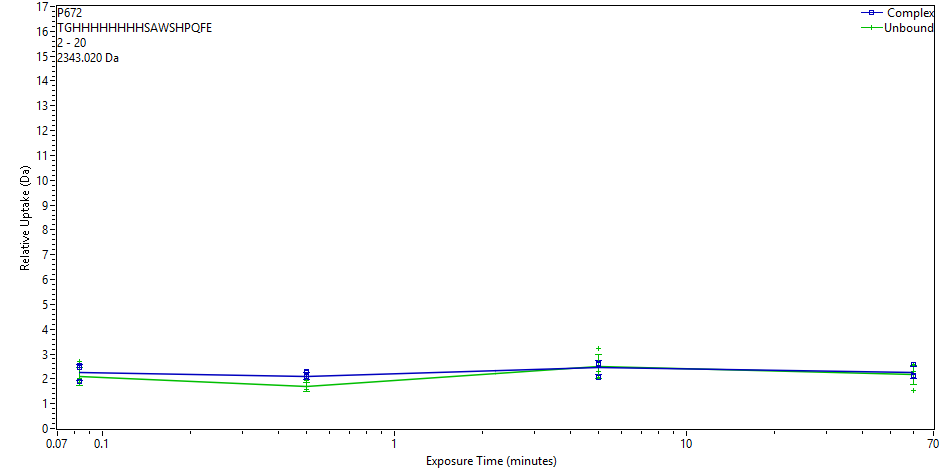 P672
TGHHHHHHHHSAWSHPQFE
2 - 20
2343.020 Da
Complex
Unbound
Relative Uptake (Da)
17
16
15
14
13
12
11
10
9
8
7
6
5
4
3
2
1
0
0.07 0.1 1 10 70
Exposure Time (minutes)